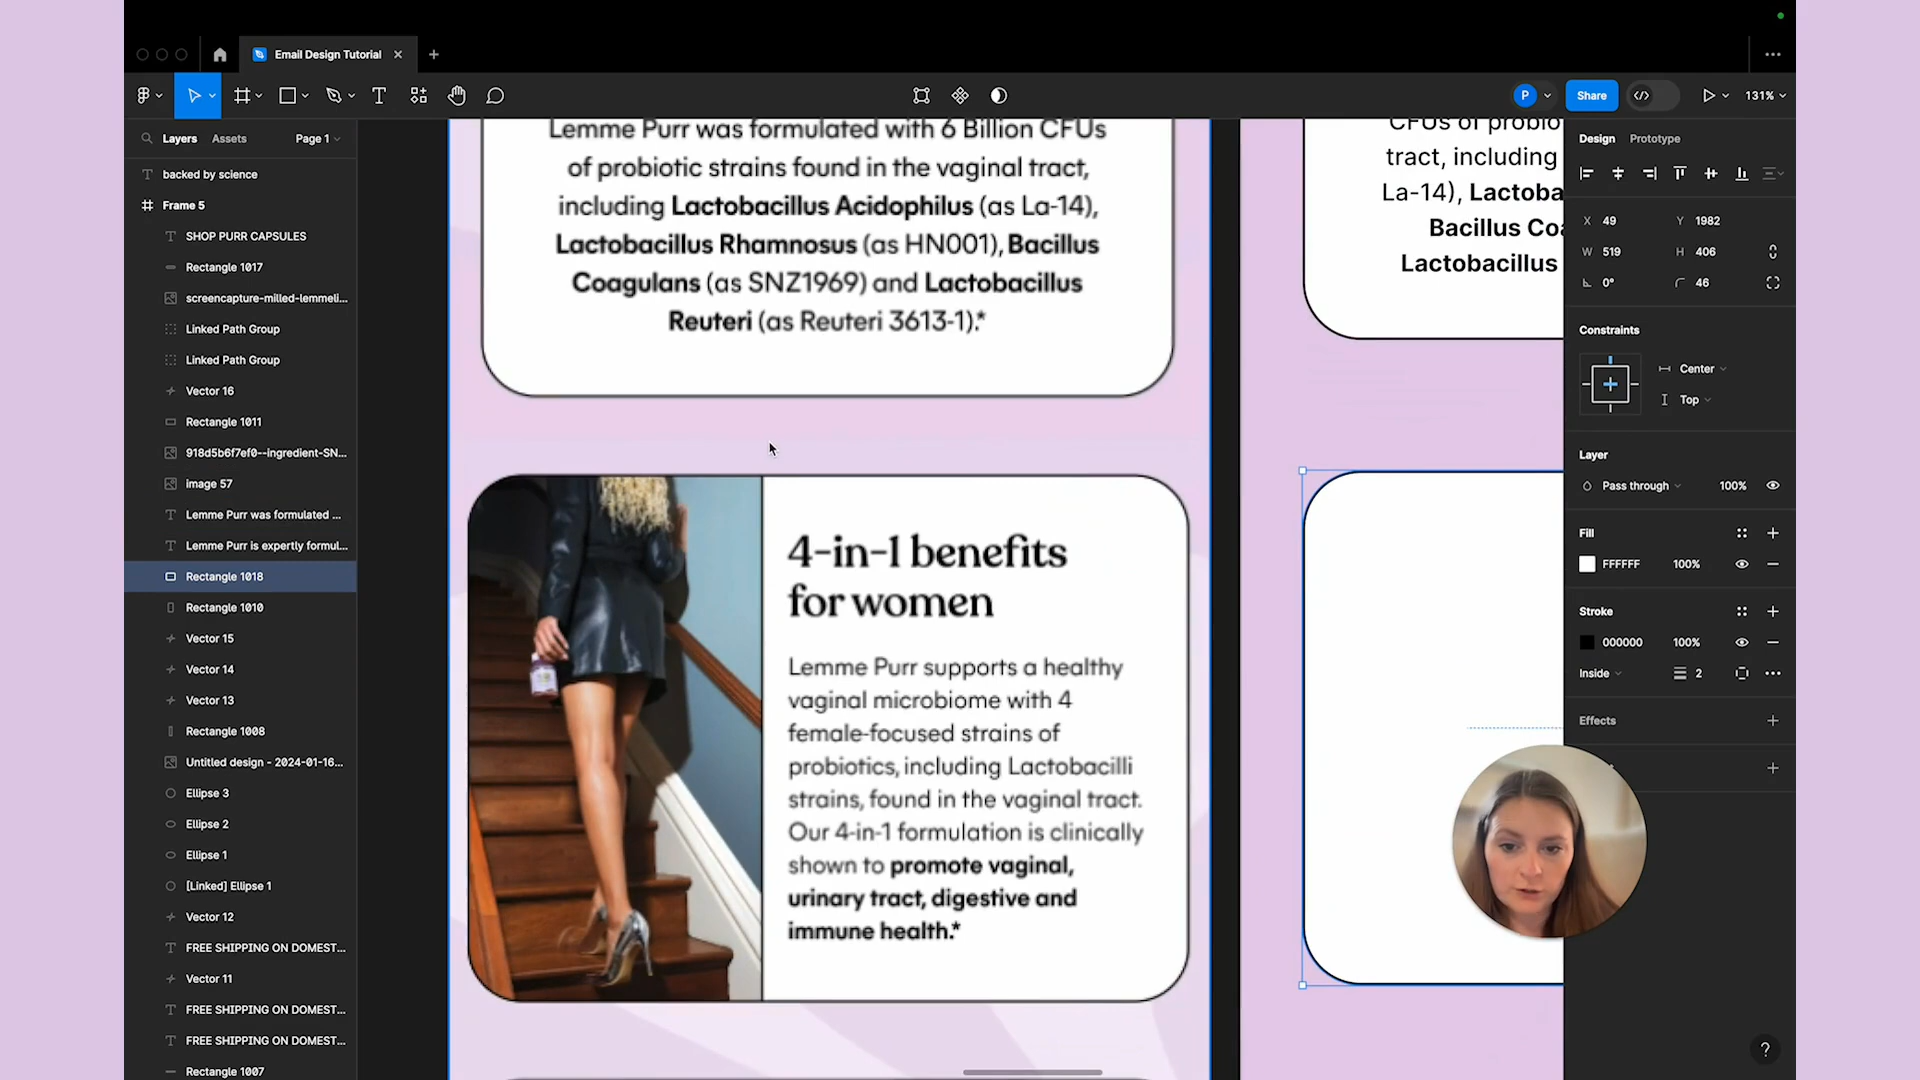 Email Design Tutorial
P
Share
131%
Layers
Assets
Page 1
backed by science
Frame 5
SHOP PURR CAPSULES
Rectangle 1017
screencapture-milled-lemmeli...
Linked Path Group
Linked Path Group
Vector 16
Rectangle 1011
918d5b6f7ef0--ingredient-SN...
image 57
Lemme Purr was formulated ...
Lemme Purr is expertly formul...
Rectangle 1018
Rectangle 1010
Vector 15
Vector 14
Vector 13
Rectangle 1008
Untitled design - 2024-01-16...
Ellipse 3
Ellipse 2
Ellipse 1
[Linked] Ellipse 1
Vector 12
FREE SHIPPING ON DOMEST...
Vector 11
FREE SHIPPING ON DOMEST...
FREE SHIPPING ON DOMEST...
Rectangle 1007
Lemme Purr was formulated with 6 Billion CFUs
of probiotic strains found in the vaginal tract,
including Lactobacillus Acidophilus (as La-14),
Lactobacillus Rhamnosus (as HN001), Bacillus
Coagulans (as SNZ1969) and Lactobacillus
Reuteri (as Reuteri 3613-1).*
4-in-1 benefits
for women
Lemme Purr supports a healthy
vaginal microbiome with 4
female-focused strains of
probiotics, including Lactobacilli
strains, found in the vaginal tract.
Our 4-in-1 formulation is clinically
shown to promote vaginal,
urinary tract, digestive and
immune health.*
CFUs of probio
tract, including
La-14), Lactoba
Bacillus Coa
Lactobacillus
Design
Prototype
X 49 Y 1982
W 519 H 406
0° 46
Constraints
Center
Top
Layer
Pass through 100%
Fill
FFFFFF 100%
Stroke
000000 100%
Inside 2
Effects
?